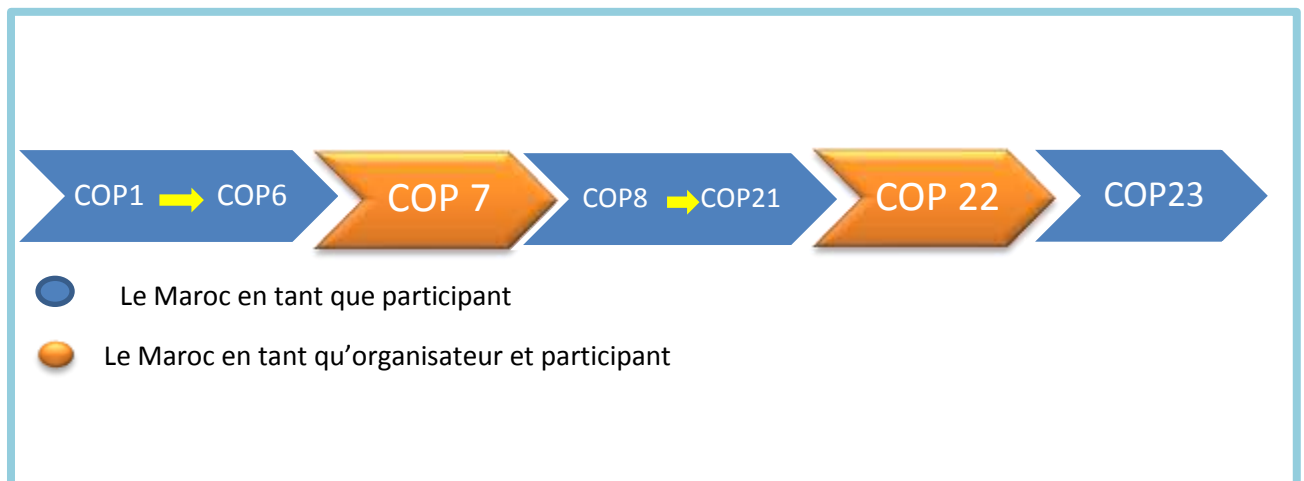 COP1 COP6 COP 7 COP8 COP21 COP 22 COP23
Le Maroc en tant que participant
Le Maroc en tant qu’organisateur et participant